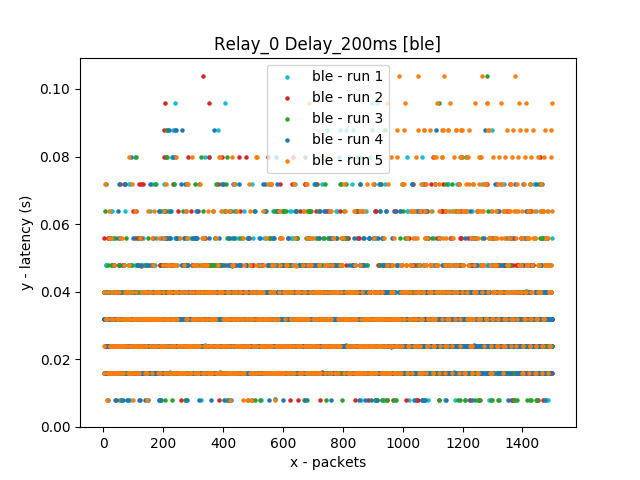 Relay_0 Delay_200ms [ble]
ble - run 1
ble - run 2
ble - run 3
ble - run 4
ble - run 5
0.10
0.08
0.06
0.04
0.02
0.00
y - latency (s)
0 200 400 600 800 1000 1200 1400
x - packets